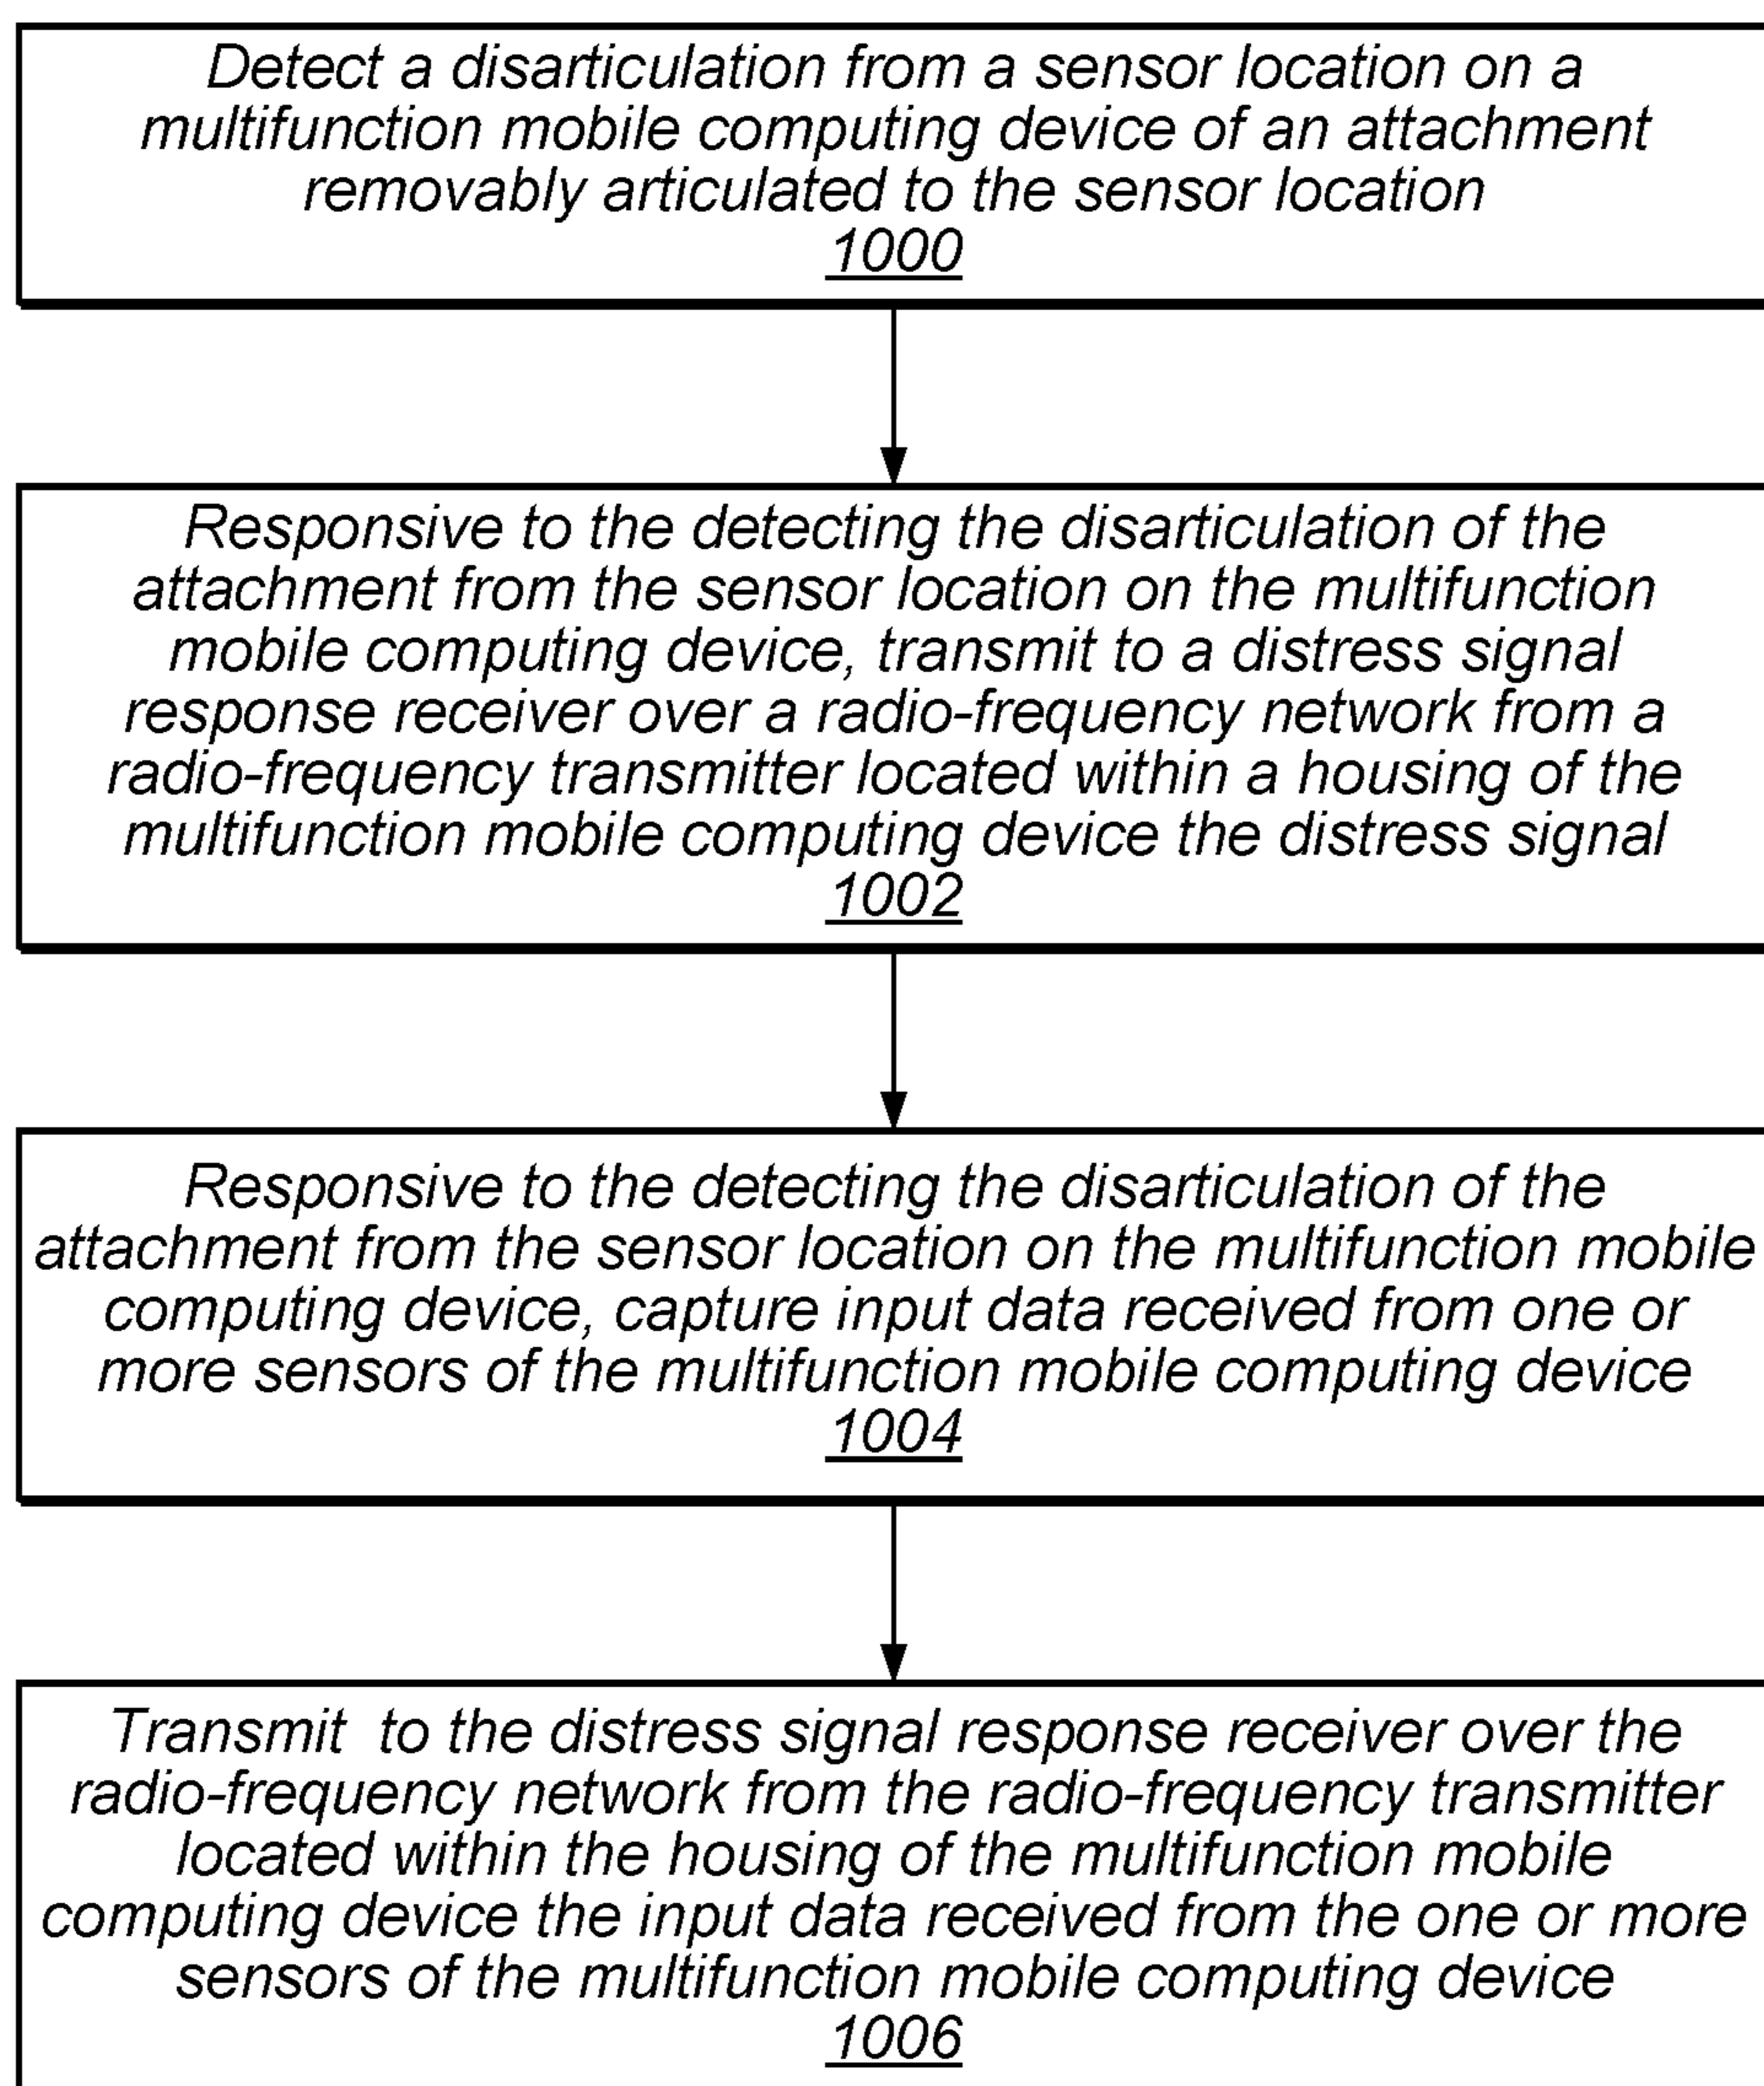 Detect a disarticulation from a sensor location on a
multifunction mobile computing device of an attachment
removably articulated to the sensor location
1000
Responsive to the detecting the disarticulation of the
attachment from the sensor location on the multifunction
mobile computing device, transmit to a distress signal
response receiver over a radio-frequency network from a
radio-frequency transmitter located within a housing of the
multifunction mobile computing device the distress signal
1002
Responsive to the detecting the disarticulation of the
attachment from the sensor location on the multifunction mobile
computing device, capture input data received from one or
more sensors of the multifunction mobile computing device
1004
Transmit  to the distress signal response receiver over the
radio-frequency network from the radio-frequency transmitter
located within the housing of the multifunction mobile
computing device the input data received from the one or more
sensors of the multifunction mobile computing device
1006